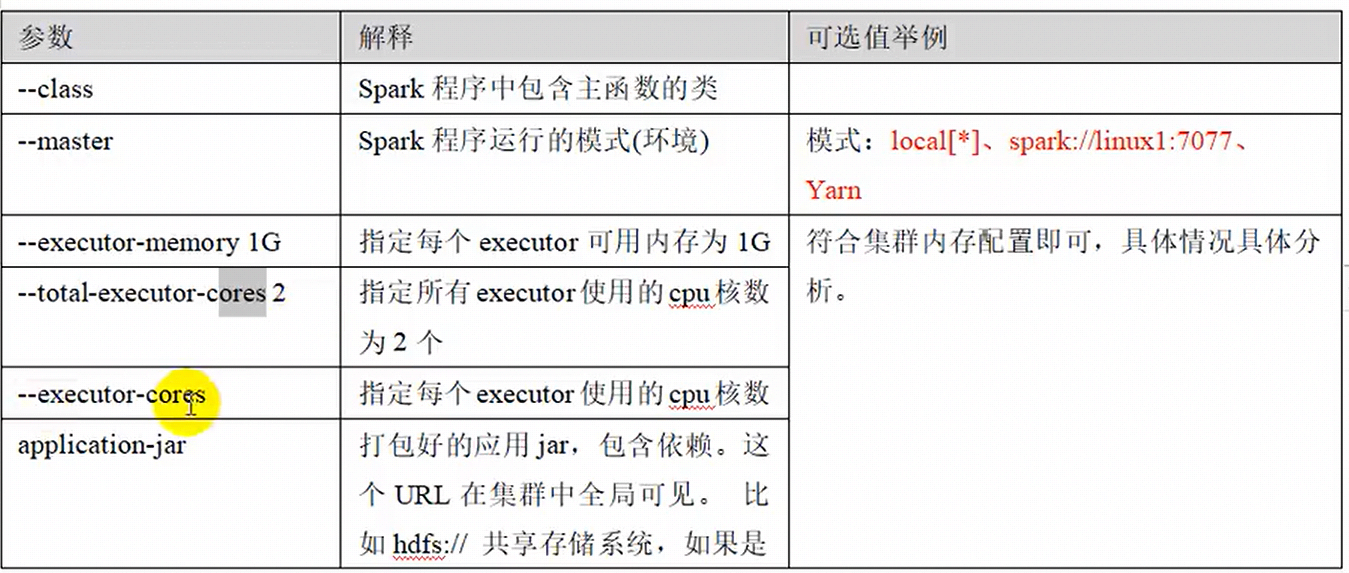 参数 解释 可选值举例
--class Spark 程序中包含主函数的类
--master Spark 程序运行的模式(环境) 模式：local[*]、spark://linux1:7077、
Yarn
--executor-memory 1G 指定每个 executor 可用内存为 1G 符合集群内存配置即可，具体情况具体分
--total-executor-cores 2 指定所有 executor 使用的 cpu 核数 析。
为 2 个
--executor-cores 指定每个 executor 使用的 cpu 核数
application-jar 打包好的应用 jar，包含依赖。这
个 URL 在集群中全局可见。 比
如 hdfs:// 共享存储系统，如果是